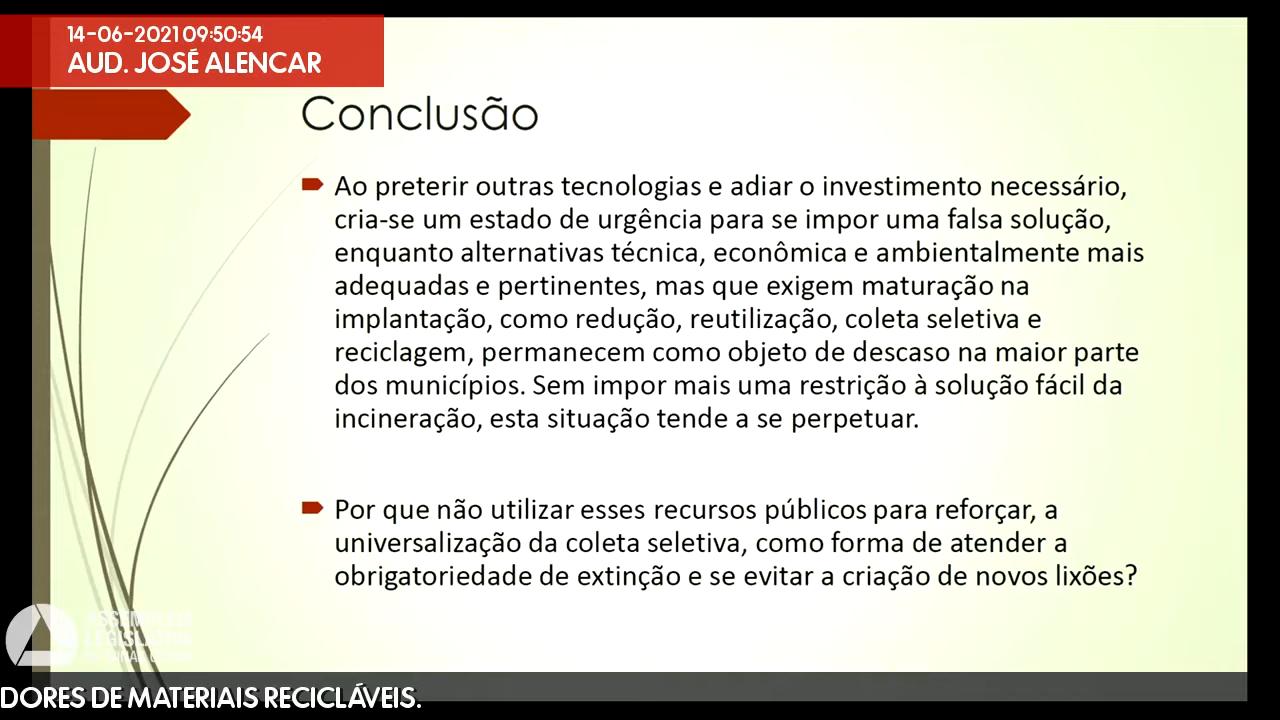 14-06-2021 09:50:54
AUD. JOSÉ ALENCAR
Conclusão
Ao preterir outras tecnologias e adiar o investimento necessário,
cria-se um estado de urgência para se impor uma falsa solução,
enquanto alternativas técnica, econômica e ambientalmente mais
adequadas e pertinentes, mas que exigem maturação na
implantação, como redução, reutilização, coleta seletiva e
reciclagem, permanecem como objeto de descaso na maior parte
dos municípios. Sem impor mais uma restrição à solução fácil da
incineração, esta situação tende a se perpetuar.
Por que não utilizar esses recursos públicos para reforçar, a
universalização da coleta seletiva, como forma de atender a
obrigatoriedade de extinção e se evitar a criação de novos lixões?
ASSEMBLEIA
LEGISLATIVA
DORES DE MATERIAIS RECICLÁVEIS.